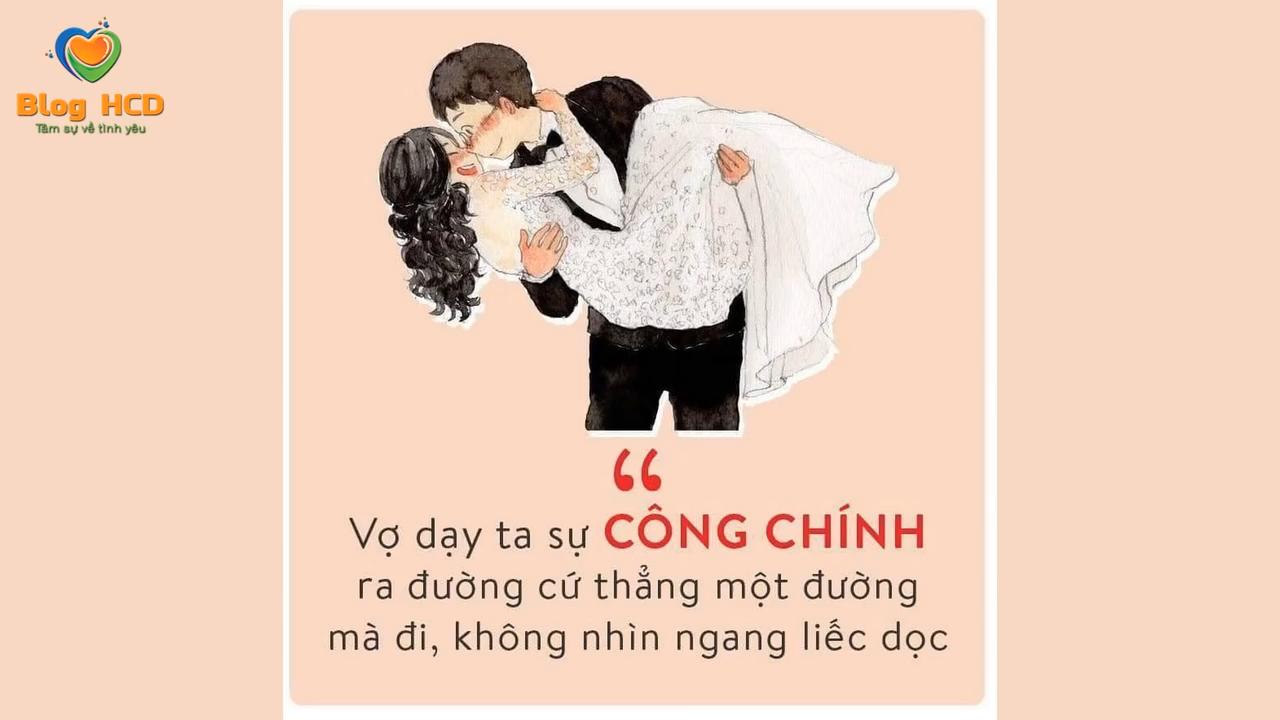 Blog HCD
Tâm sự về tình yêu
“
Vợ dạy ta sự CÔNG CHÍNH
ra đường cứ thẳng một đường
mà đi, không nhìn ngang liếc dọc